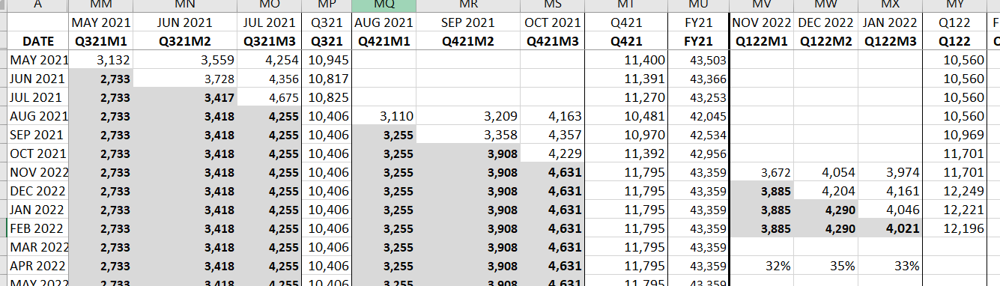 A MM MN MO MP MQ MR MS MT MU MV MW MX MY
MAY 2021 JUN 2021 JUL 2021 Q321 AUG 2021 SEP 2021 OCT 2021 Q421 FY21 NOV 2022 DEC 2022 JAN 2022 Q122 F
DATE Q321M1 Q321M2 Q321M3 Q321 Q421M1 Q421M2 Q421M3 Q421 FY21 Q122M1 Q122M2 Q122M3 Q122
MAY 2021 3,132 3,559 4,254 10,945 11,400 43,503 10,560
JUN 2021 2,733 3,728 4,356 10,817 11,391 43,366 10,560
JUL 2021 2,733 3,417 4,675 10,825 11,270 43,253 10,560
AUG 2021 2,733 3,418 4,255 10,406 3,110 3,209 4,163 10,481 42,045 10,560
SEP 2021 2,733 3,418 4,255 10,406 3,255 3,358 4,357 10,970 42,534 10,969
OCT 2021 2,733 3,418 4,255 10,406 3,255 3,908 4,229 11,392 42,956 11,701
NOV 2022 2,733 3,418 4,255 10,406 3,255 3,908 4,631 11,795 43,359 3,672 4,054 3,974 11,701
DEC 2022 2,733 3,418 4,255 10,406 3,255 3,908 4,631 11,795 43,359 3,885 4,204 4,161 12,249
JAN 2022 2,733 3,418 4,255 10,406 3,255 3,908 4,631 11,795 43,359 3,885 4,290 4,046 12,221
FEB 2022 2,733 3,418 4,255 10,406 3,255 3,908 4,631 11,795 43,359 3,885 4,290 4,021 12,196
MAR 2022 2,733 3,418 4,255 10,406 3,255 3,908 4,631 11,795 43,359
APR 2022 2,733 3,418 4,255 10,406 3,255 3,908 4,631 11,795 43,359 32% 35% 33%
MAY 2022 2,733 3,418 4,255 10,406 3,255 3,908 4,631 11,795 43,359